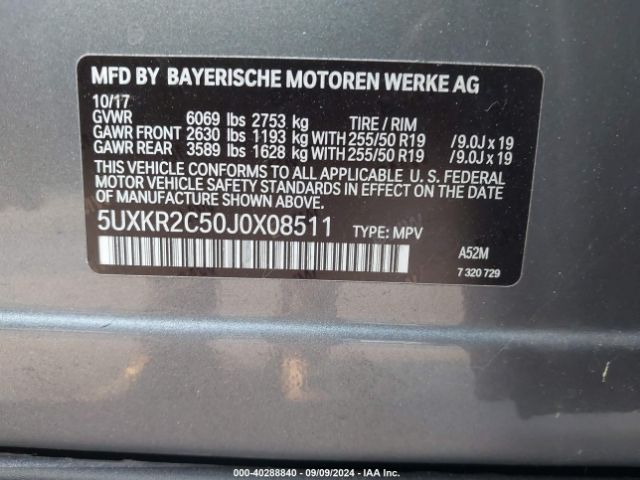 MFD BY BAYERISCHE MOTOREN WERKE AG
10/17
GVWR 6069 lbs 2753 kg TIRE / RIM
GAWR FRONT 2630 lbs 1193 kg WITH 255/50 R19 /9.0J x 19
GAWR REAR 3589 lbs 1628 kg WITH 255/50 R19 /9.0J x 19
THIS VEHICLE CONFORMS TO ALL APPLICABLE U. S. FEDERAL
MOTOR VEHICLE SAFETY STANDARDS IN EFFECT ON THE DATE
OF MANUFACTURE SHOWN ABOVE.
5UXKR2C50J0X08511 TYPE: MPV
A52M
7 320 729
©OMM-40288840 - 09/09/2024 - IAA Inc.